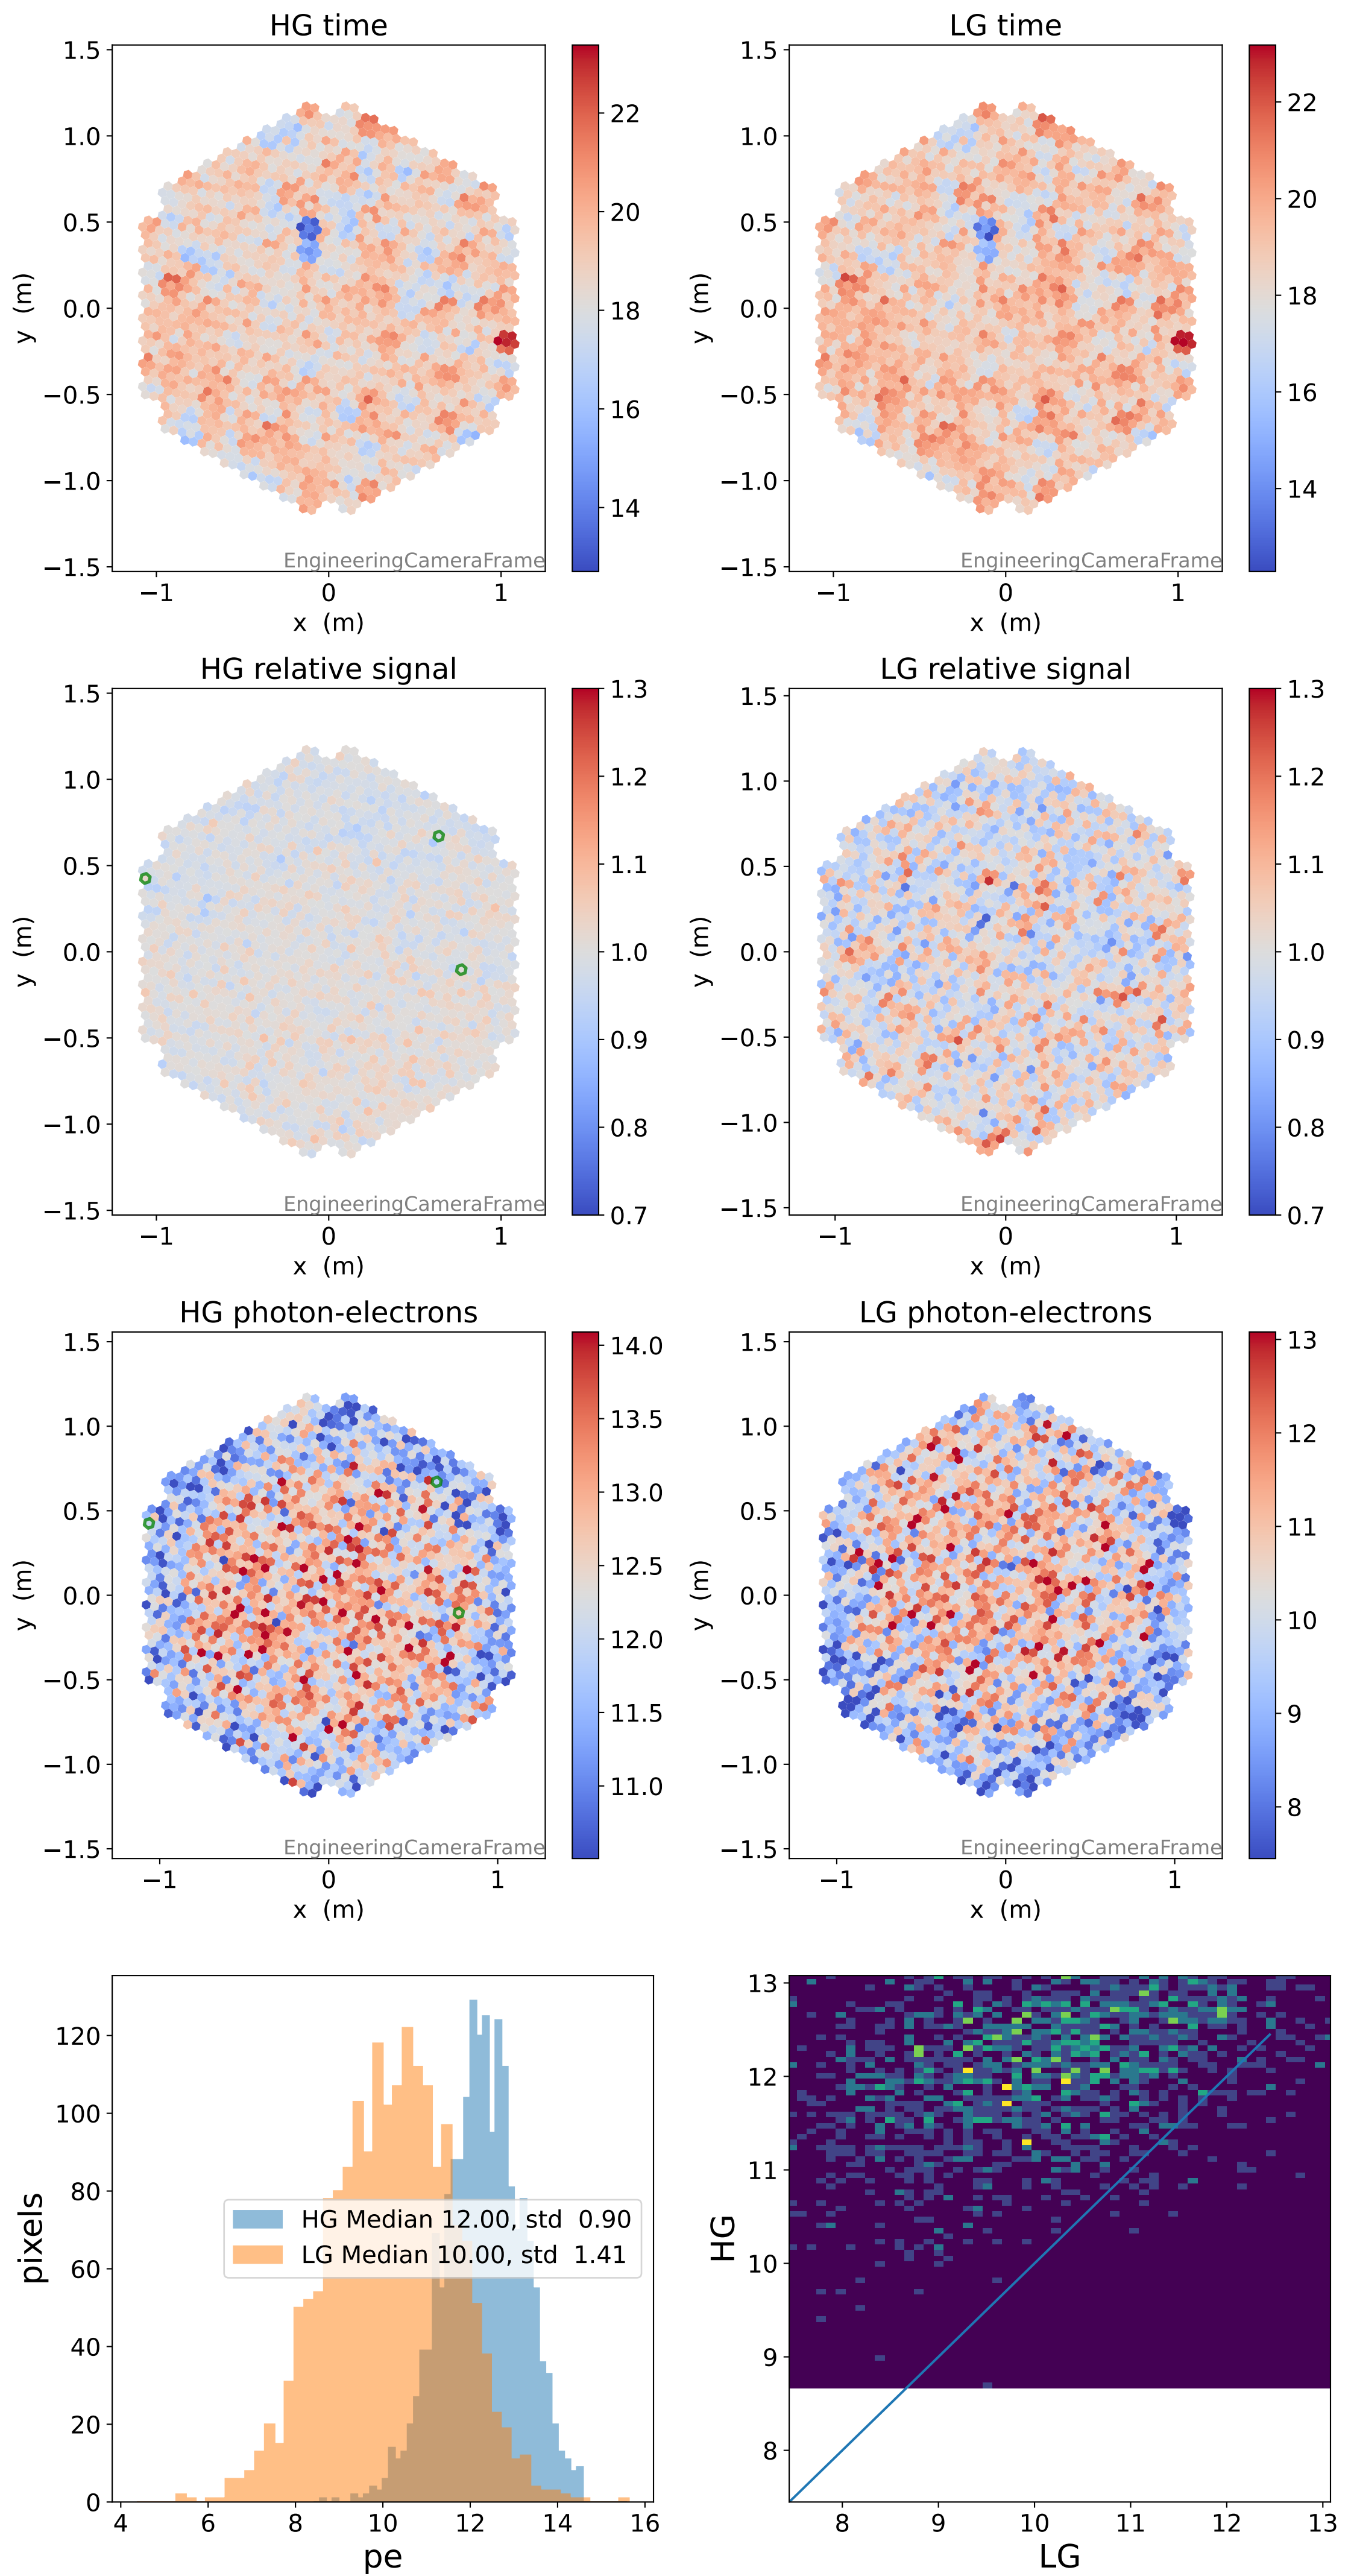 HG time
LG time
1.5
1.0
0.5
0.0
−0.5
−1.0
−1.5
y (m)
−1 0 1
x (m)
EngineeringCameraFrame
22
20
18
16
14
1.5
1.0
0.5
0.0
−0.5
−1.0
−1.5
y (m)
−1 0 1
x (m)
EngineeringCameraFrame
22
20
18
16
14
HG relative signal
LG relative signal
1.5
1.0
0.5
0.0
−0.5
−1.0
−1.5
y (m)
−1 0 1
x (m)
EngineeringCameraFrame
1.3
1.2
1.1
1.0
0.9
0.8
0.7
1.5
1.0
0.5
0.0
−0.5
−1.0
−1.5
y (m)
−1 0 1
x (m)
EngineeringCameraFrame
1.3
1.2
1.1
1.0
0.9
0.8
0.7
HG photon-electrons
LG photon-electrons
1.5
1.0
0.5
0.0
−0.5
−1.0
−1.5
y (m)
−1 0 1
x (m)
EngineeringCameraFrame
14.0
13.5
13.0
12.5
12.0
11.5
11.0
1.5
1.0
0.5
0.0
−0.5
−1.0
−1.5
y (m)
−1 0 1
x (m)
EngineeringCameraFrame
13
12
11
10
9
8
120
100
80
60
40
20
0
pixels
4 6 8 10 12 14 16
pe
HG Median 12.00, std 0.90
LG Median 10.00, std 1.41
13
12
11
10
9
8
HG
8 9 10 11 12 13
LG